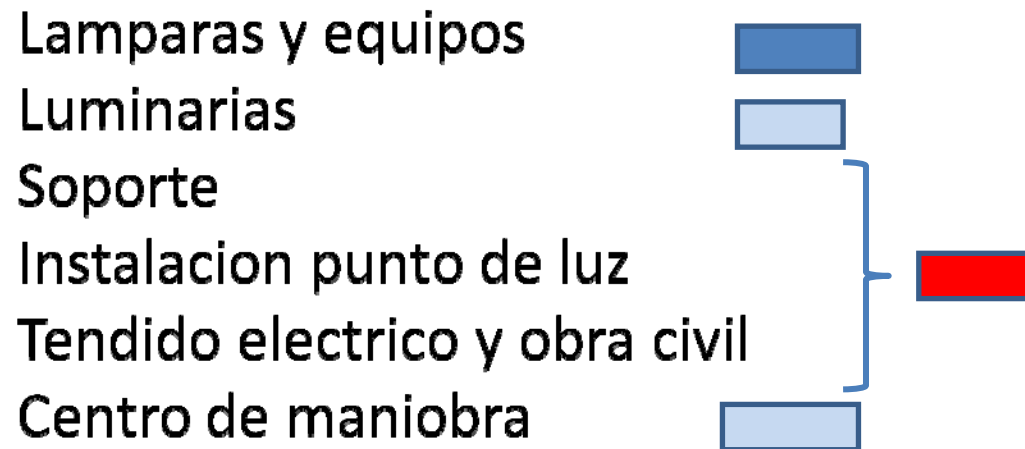 Lamparas y equipos
Luminarias
Soporte
Instalacion punto de luz
Tendido electrico y obra civil
Centro de maniobra